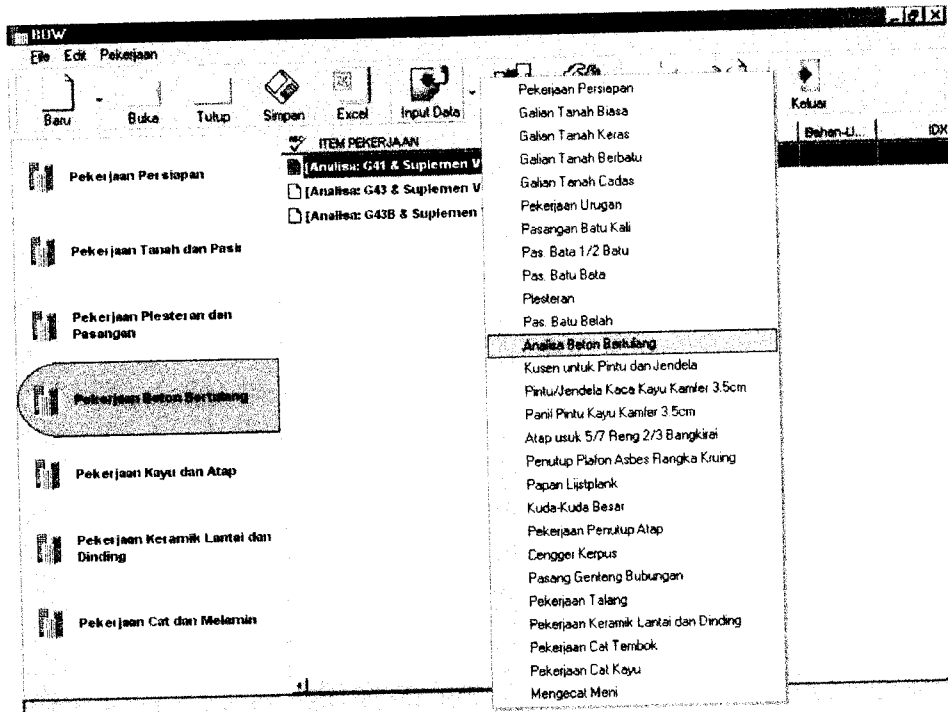 BOW
File Edit Pekerjaan
Baru Buka Tutup Simpan Excel Input Data Keluar
ITEM PEKERJAAN Bahan-U... IDX
[Analisa: G41 & Suplemen V
[Analisa: G43 & Suplemen V
[Analisa: G43B & Suplemen
Pekerjaan Persiapan
Pekerjaan Tanah dan Pasir
Pekerjaan Plesteran dan
Pasangan
Pekerjaan Beton Bertulang
Pekerjaan Kayu dan Atap
Pekerjaan Keramik Lantai dan
Dinding
Pekerjaan Cat dan Melamin
Pekerjaan Persiapan
Galian Tanah Biasa
Galian Tanah Keras
Galian Tanah Berbatu
Galian Tanah Cadas
Pekerjaan Urugan
Pasangan Batu Kali
Pas. Bata 1/2 Batu
Pas. Batu Bata
Plesteran
Pas. Batu Belah
Analisa Beton Bertulang
Kusen untuk Pintu dan Jendela
Pintu/Jendela Kaca Kayu Kamfer 3.5cm
Panil Pintu Kayu Kamfer 3.5cm
Atap usuk 5/7 Reng 2/3 Bangkirai
Penutup Plafon Asbes Rangka Kruing
Papan Lijstplank
Kuda-Kuda Besar
Pekerjaan Penutup Atap
Cengger Kerpus
Pasang Genteng Bubungan
Pekerjaan Talang
Pekerjaan Keramik Lantai dan Dinding
Pekerjaan Cat Tembok
Pekerjaan Cat Kayu
Mengecat Meni